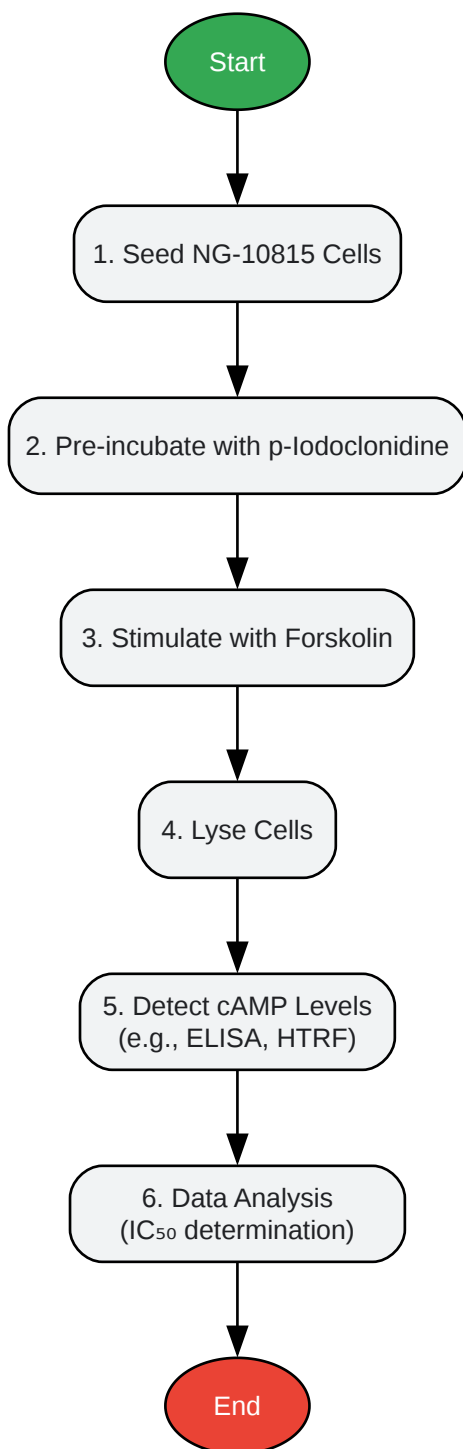 Start
1. Seed NG-10815 Cells
2. Pre-incubate with p-Iodoclonidine
3. Stimulate with Forskolin
4. Lyse Cells
5. Detect cAMP Levels
(e.g., ELISA, HTRF)
6. Data Analysis
(IC₅₀ determination)
End